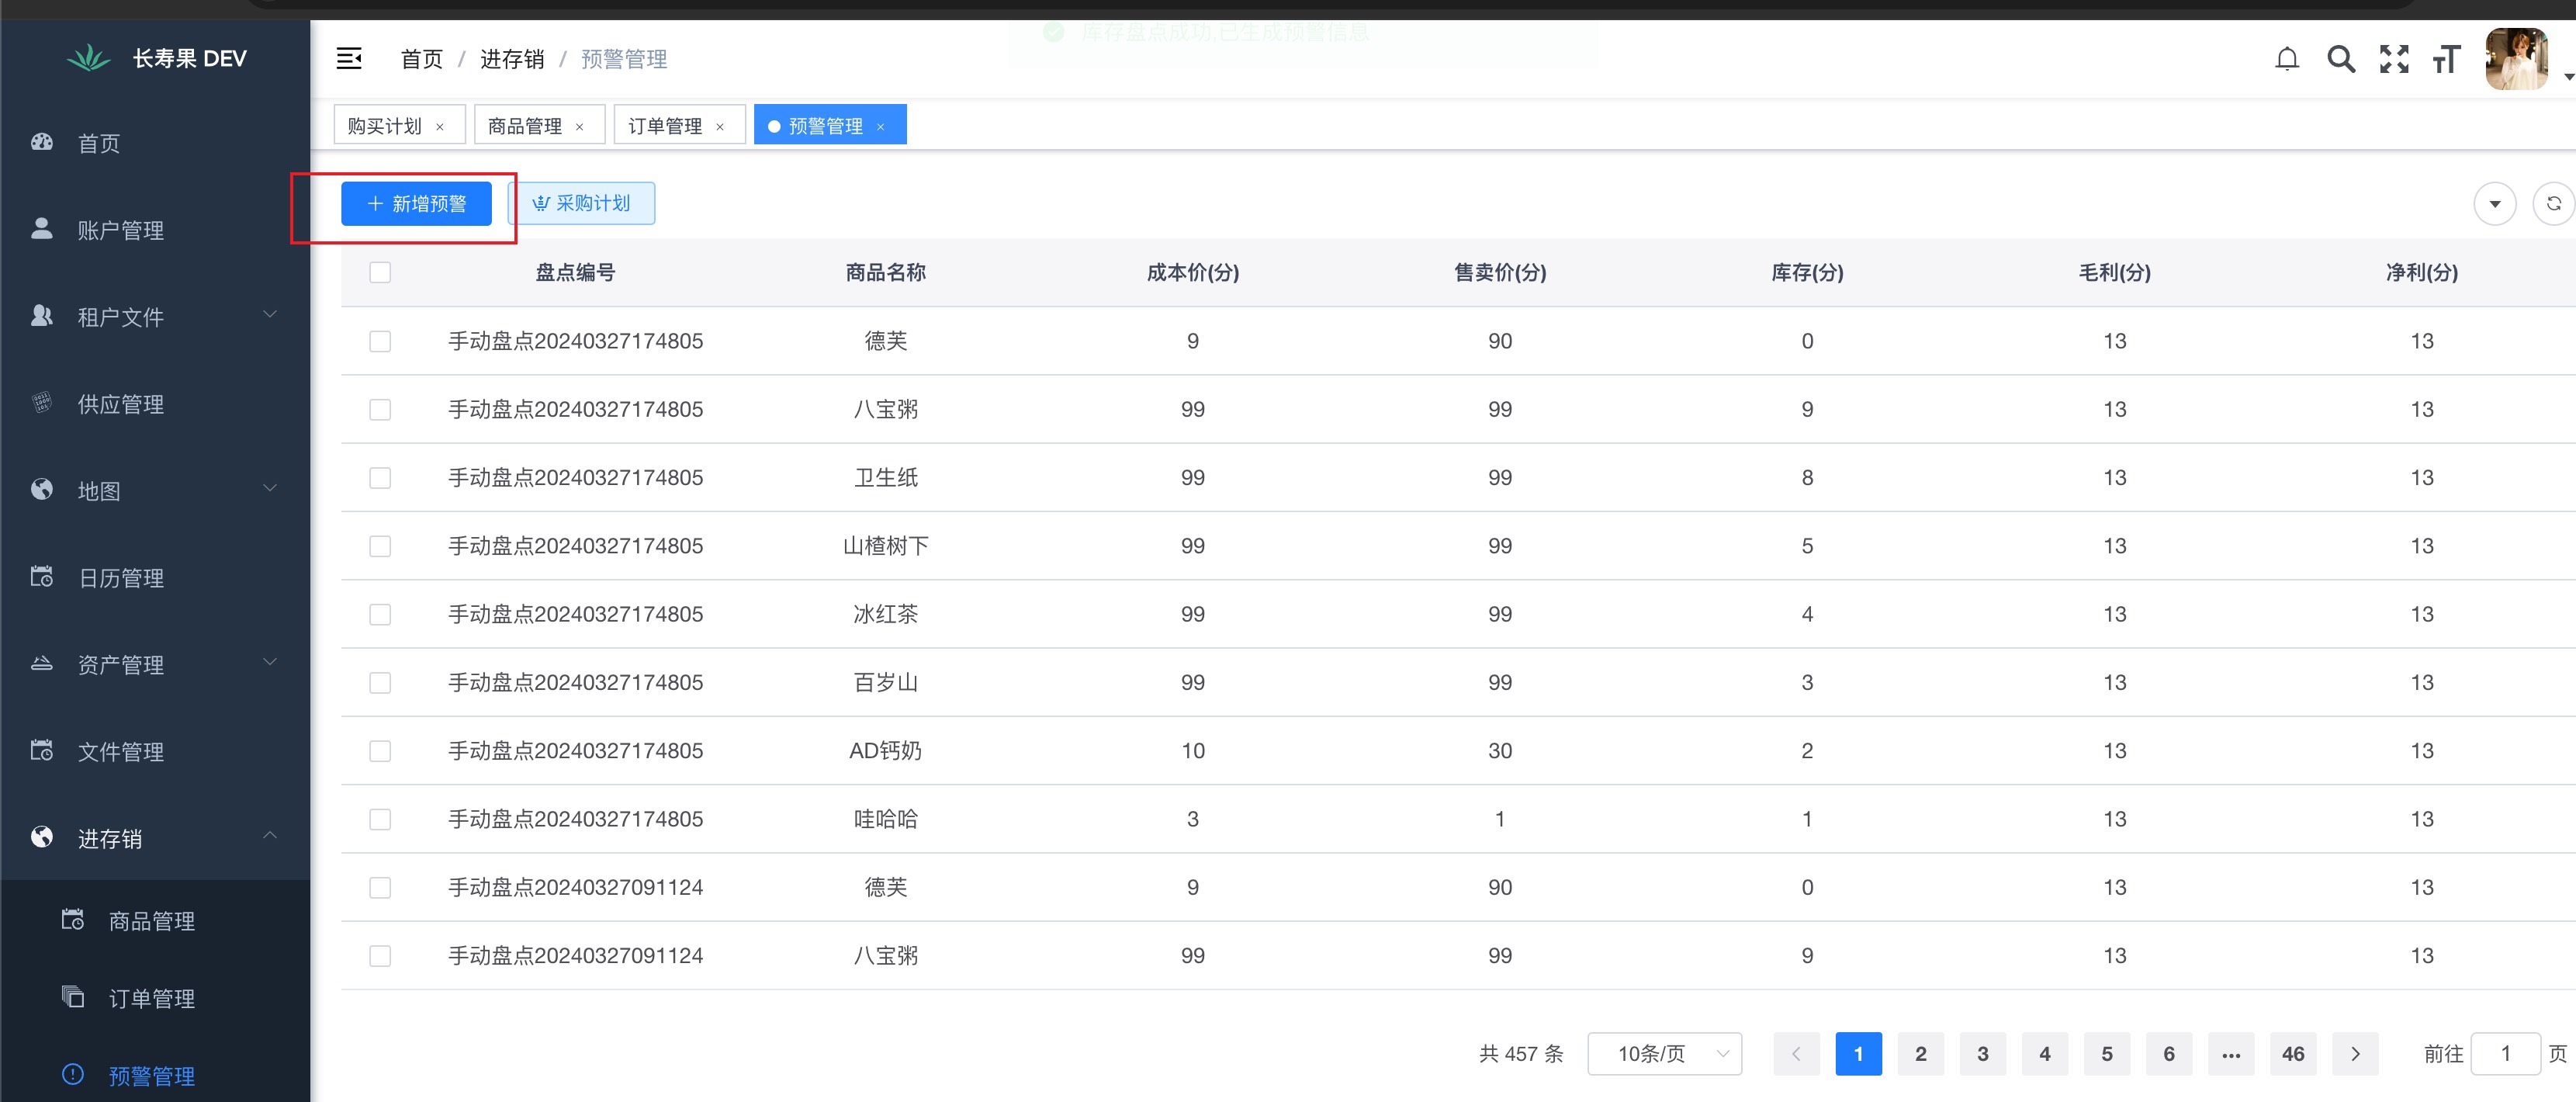 长寿果 DEV
首页 / 进存销 / 预警管理
库存盘点成功,已生成预警信息
购买计划 ×
商品管理 ×
订单管理 ×
预警管理 ×
首页
账户管理
租户文件
供应管理
地图
日历管理
资产管理
文件管理
进存销
商品管理
订单管理
预警管理
+ 新增预警
采购计划
盘点编号 商品名称 成本价(分) 售卖价(分) 库存(分) 毛利(分) 净利(分)
手动盘点20240327174805 德芙 9 90 0 13 13
手动盘点20240327174805 八宝粥 99 99 9 13 13
手动盘点20240327174805 卫生纸 99 99 8 13 13
手动盘点20240327174805 山楂树下 99 99 5 13 13
手动盘点20240327174805 冰红茶 99 99 4 13 13
手动盘点20240327174805 百岁山 99 99 3 13 13
手动盘点20240327174805 AD钙奶 10 30 2 13 13
手动盘点20240327174805 哇哈哈 3 1 1 13 13
手动盘点20240327091124 德芙 9 90 0 13 13
手动盘点20240327091124 八宝粥 99 99 9 13 13
共 457 条 10条/页 1 2 3 4 5 6 ... 46 前往 1 页